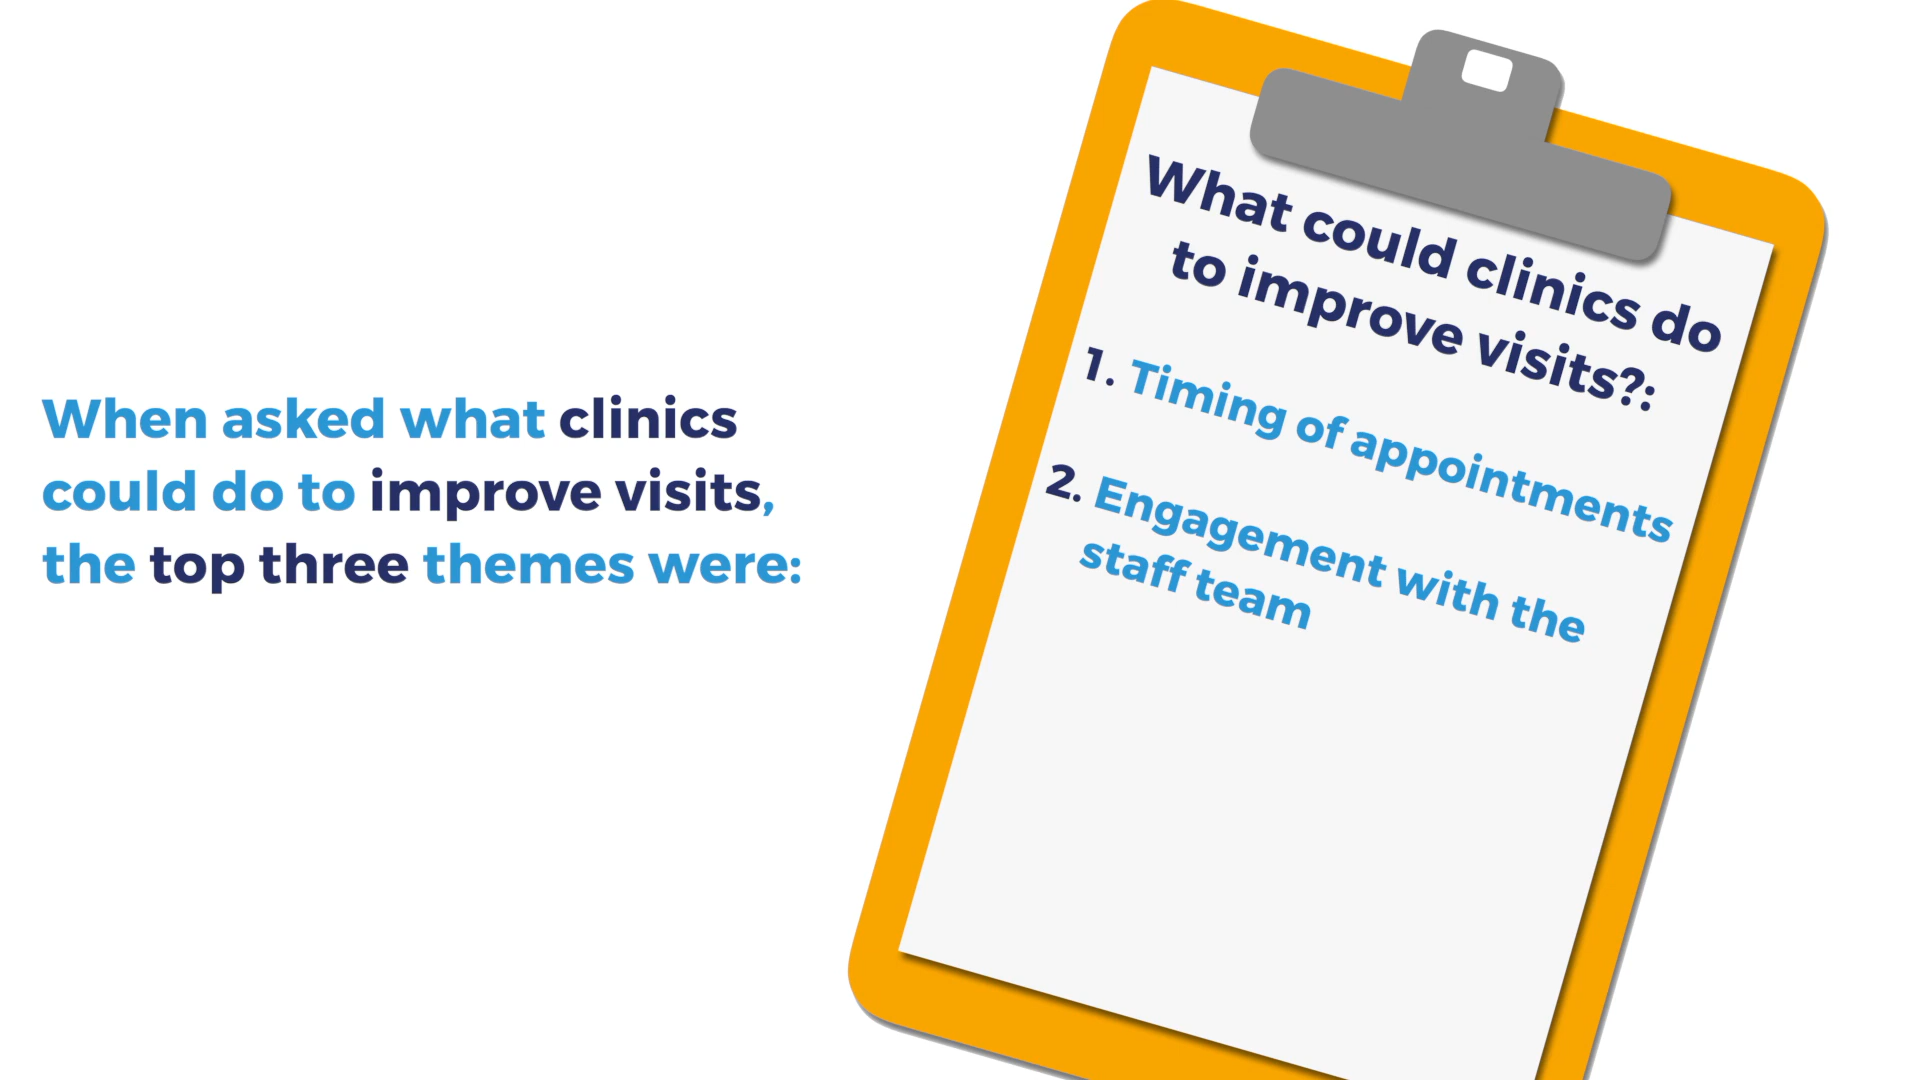 When asked what clinics
could do to improve visits,
the top three themes were:
What could clinics do
to improve visits?:
1. Timing of appointments
2. Engagement with the
staff team